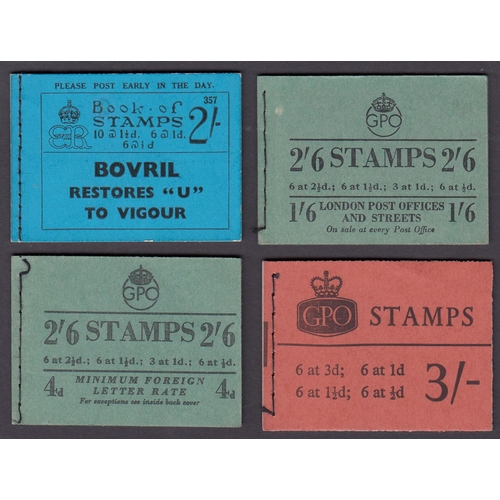 PLEASE POST EARLY IN THE DAY.
357
Book of
STAMPS 2/-
10 @ 1½d. 6 @ 1d.
6 @ ½d
BOVRIL
RESTORES "U"
TO VIGOUR
GPO
2'6 STAMPS 2'6
6 at 2½d.; 6 at 1½d.; 3 at 1d.; 6 at ½d.
1'6 LONDON POST OFFICES 1'6
AND STREETS
On sale at every Post Office
GPO
2'6 STAMPS 2'6
6 at 2½d.; 6 at 1½d.; 3 at 1d.; 6 at ½d.
4d MINIMUM FOREIGN 4d
LETTER RATE
For exceptions see inside back cover
GPO STAMPS
6 at 3d; 6 at 1d
6 at 1½d; 6 at ½d
3/-